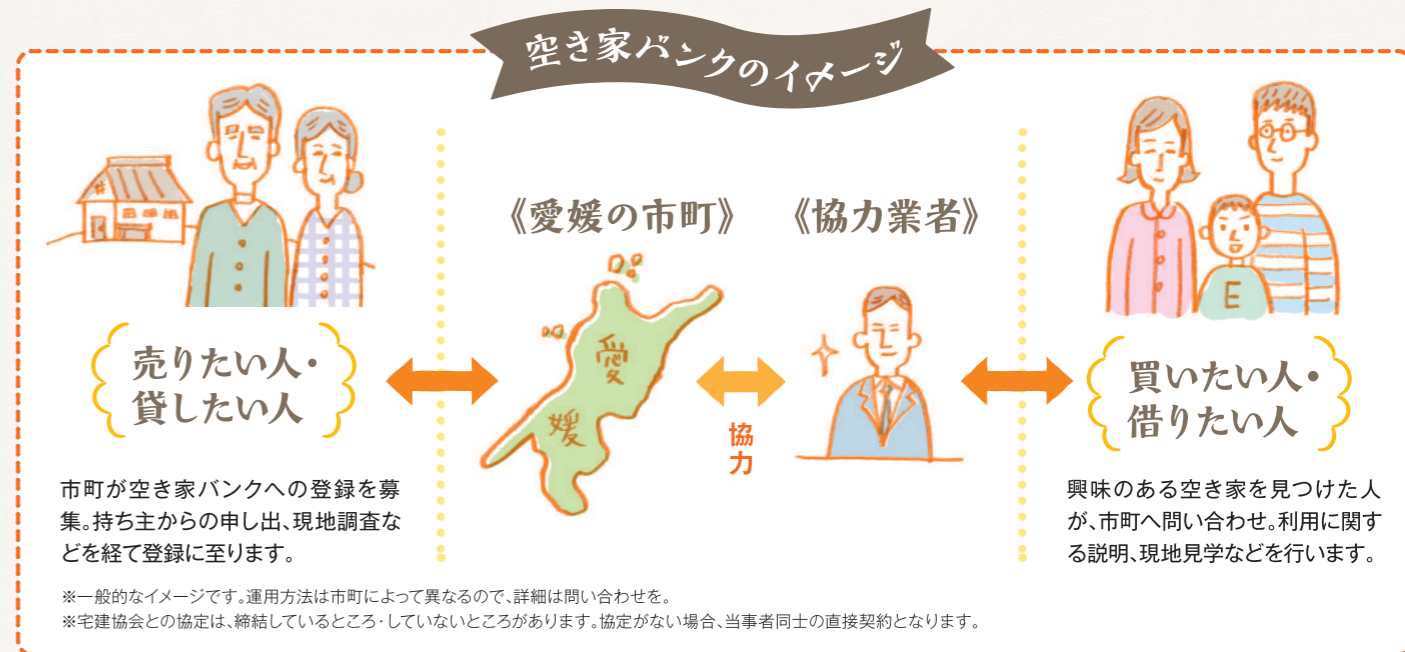 空き家バンクのイメージ
売りたい人・
貸したい人
市町が空き家バンクへの登録を募
集。持ち主からの申し出、現地調査な
どを経て登録に至ります。
《愛媛の市町》
愛
媛
協力
《協力業者》
E
買いたい人・
借りたい人
興味のある空き家を見つけた人
が、市町へ問い合わせ。利用に関す
る説明、現地見学などを行います。
※一般的なイメージです。運用方法は市町によって異なるので、詳細は問い合わせを。
※宅建協会との協定は、締結しているところ・していないところがあります。協定がない場合、当事者同士の直接契約となります。